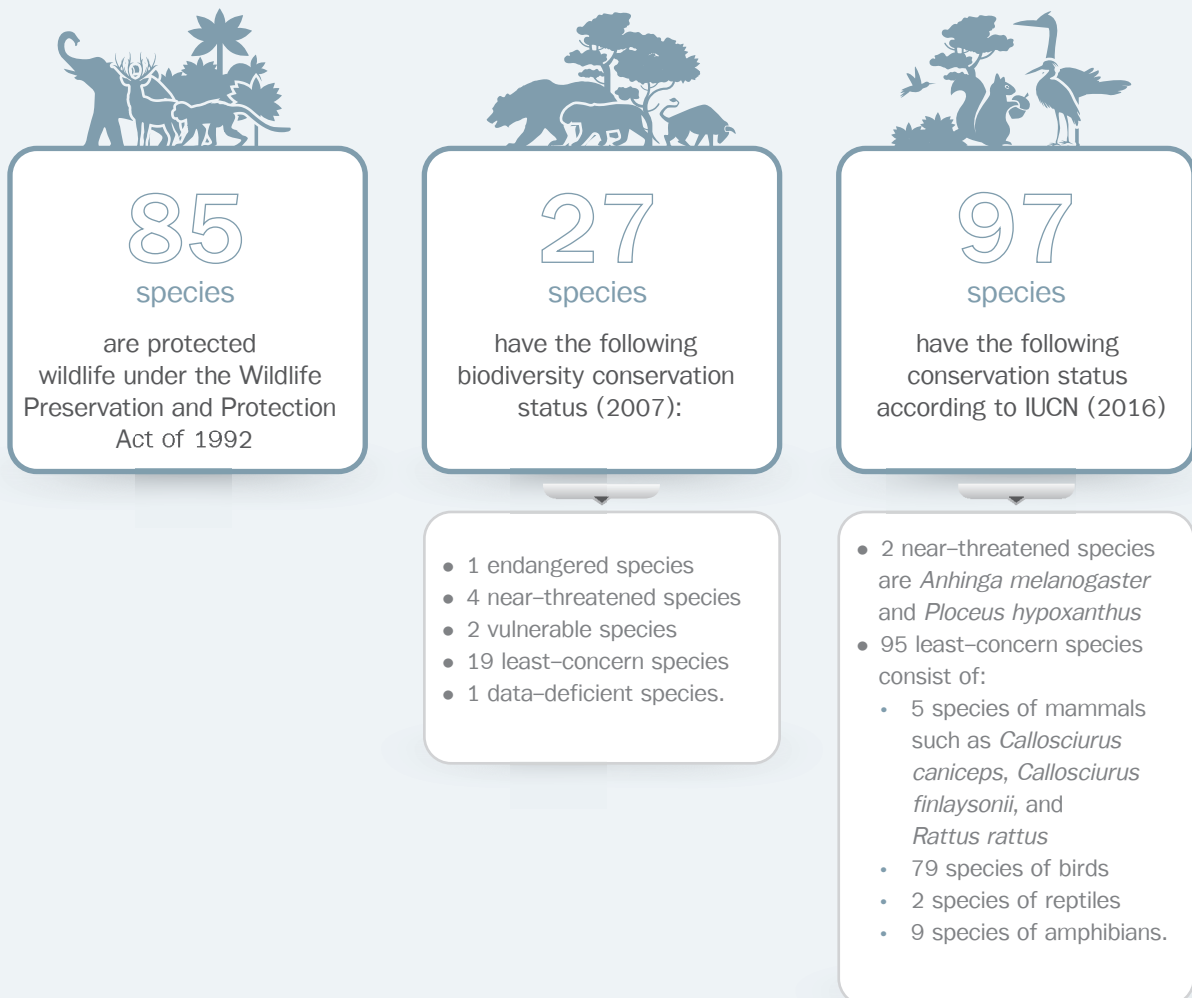 85
species
are protected
wildlife under the Wildlife
Preservation and Protection
Act of 1992
27
species
have the following
biodiversity conservation
status (2007):
• 1 endangered species
• 4 near–threatened species
• 2 vulnerable species
• 19 least–concern species
• 1 data–deficient species.
97
species
have the following
conservation status
according to IUCN (2016)
• 2 near–threatened species
are Anhinga melanogaster
and Ploceus hypoxanthus
• 95 least–concern species
consist of:
• 5 species of mammals
such as Callosciurus
caniceps, Callosciurus
finlaysonii, and
Rattus rattus
• 79 species of birds
• 2 species of reptiles
• 9 species of amphibians.